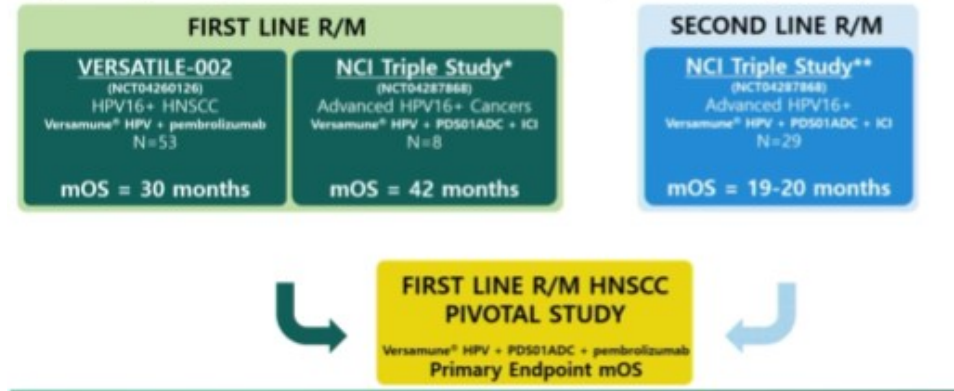 FIRST LINE R/M
VERSATILE-002
(NCT04260126)
HPV16+ HNSCC
Versamune® HPV + pembrolizumab
N=53
mOS = 30 months
NCI Triple Study*
(NCT04287868)
Advanced HPV16+ Cancers
Versamune® HPV + PDS01ADC + ICI
N=8
mOS = 42 months
SECOND LINE R/M
NCI Triple Study**
(NCT04287868)
Advanced HPV16+
Versamune® HPV + PDS01ADC + ICI
N=29
mOS = 19-20 months
FIRST LINE R/M HNSCC
PIVOTAL STUDY
Versamune® HPV + PDS01ADC + pembrolizumab
Primary Endpoint mOS